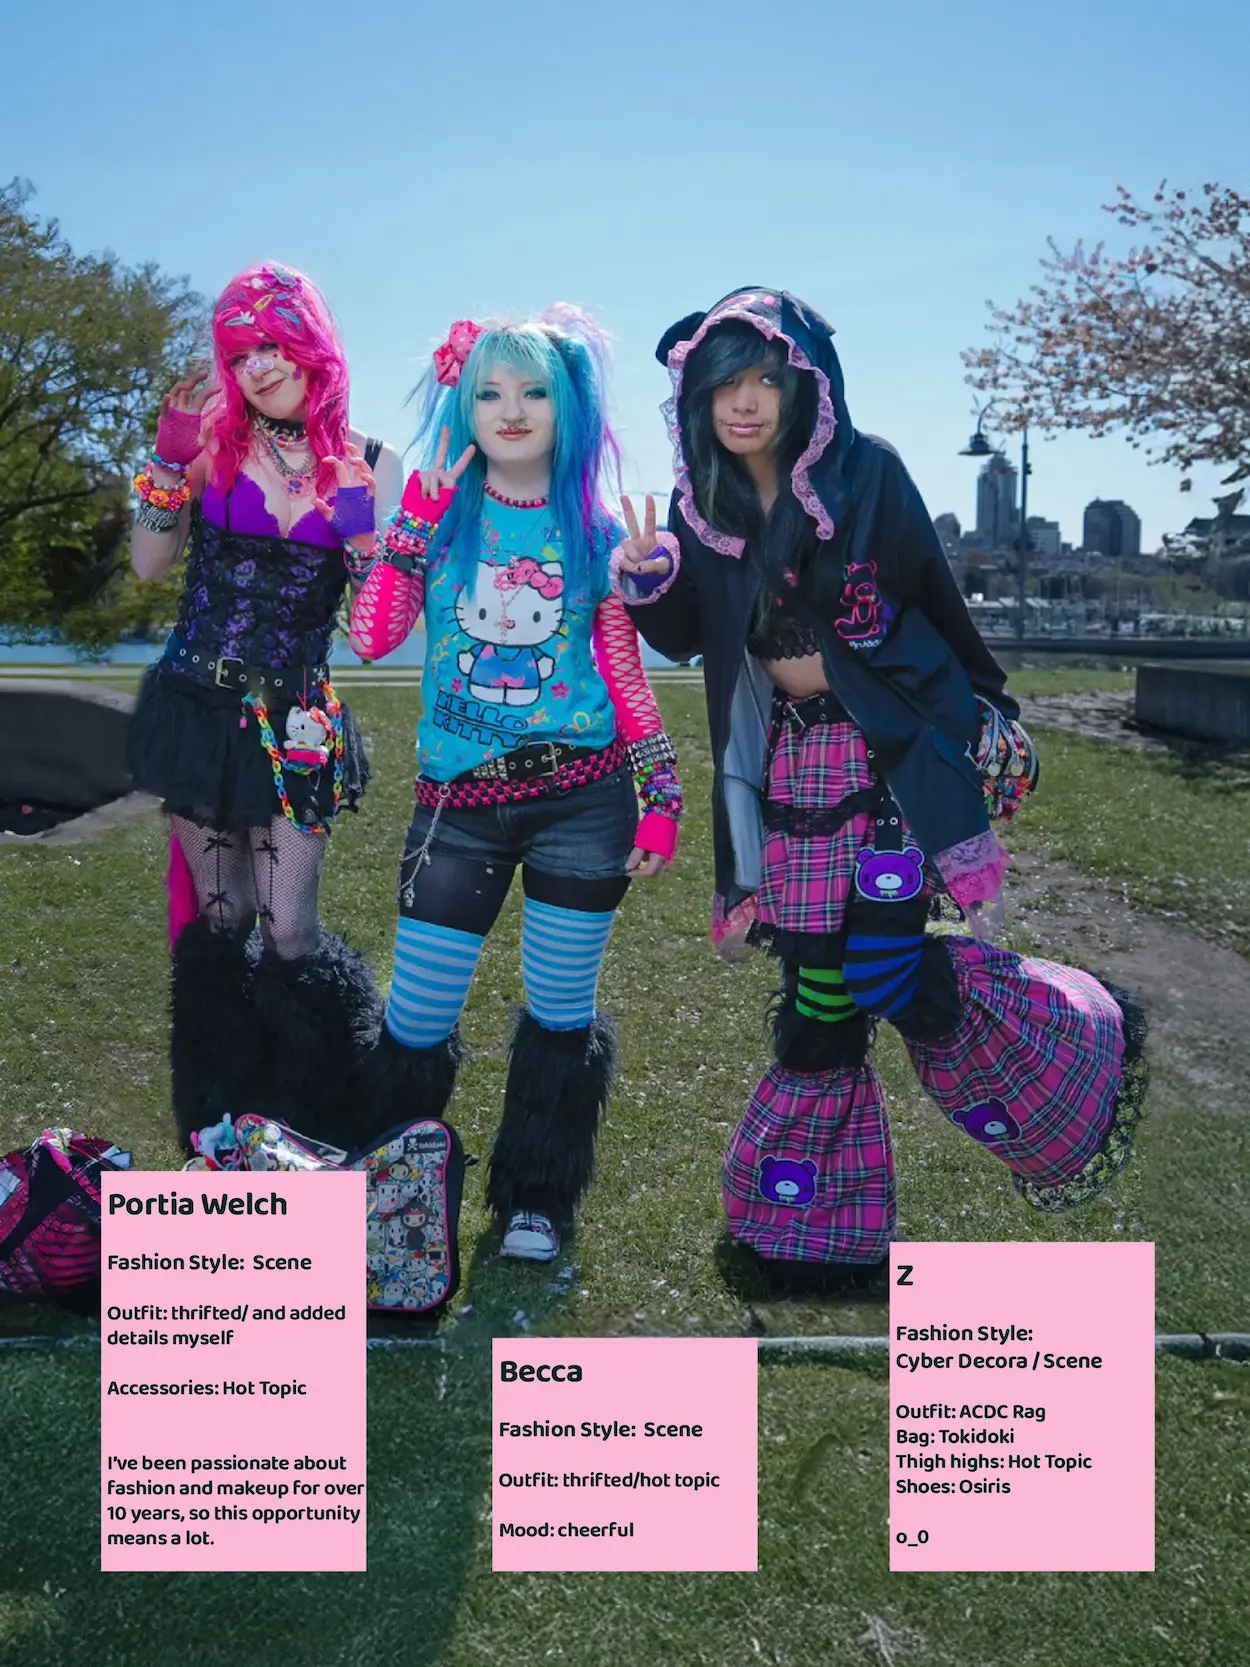 HELLO
KITTY
tokidoki
Portia Welch
Fashion Style: Scene
Outfit: thrifted/ and added
details myself
Accessories: Hot Topic
I've been passionate about
fashion and makeup for over
10 years, so this opportunity
means a lot.
Becca
Fashion Style: Scene
Outfit: thrifted/hot topic
Mood: cheerful
Z
Fashion Style:
Cyber Decora / Scene
Outfit: ACDC Rag
Bag: Tokidoki
Thigh highs: Hot Topic
Shoes: Osiris
o_0